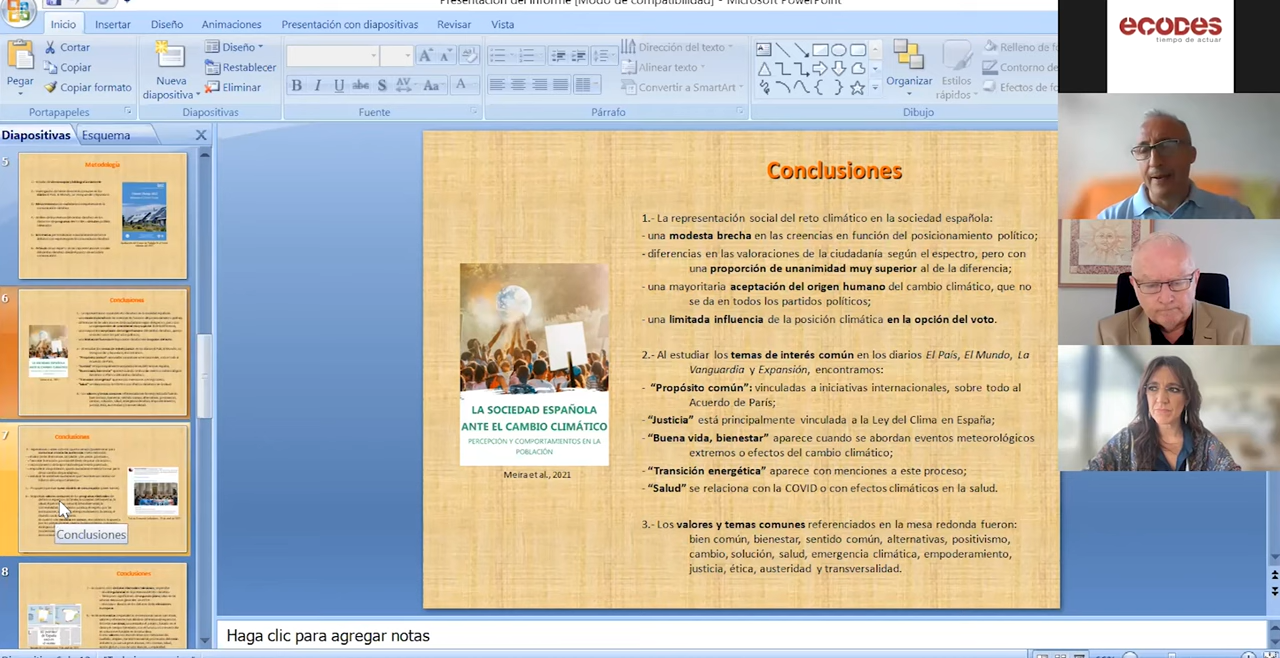 Presentación del informe [Modo de compatibilidad] - Microsoft PowerPoint
Inicio
Insertar
Diseño
Animaciones
Presentación con diapositivas
Revisar
Vista
Pegar
Cortar
Copiar
Copiar formato
Portapapeles
Nueva
diapositiva
Diseño
Restablecer
Eliminar
Diapositivas
Fuente
Dirección del texto
Alinear texto
Convertir a SmartArt
Párrafo
Organizar
Estilos
rápidos
Relleno de fo
Contorno de
Efectos de fo
Dibujo
ecodes
tiempo de actuar
Diapositivas
Esquema
5
Metodología
6
Conclusiones
7
Conclusiones
Conclusiones
8
Conclusiones
Conclusiones
1.- La representación social del reto climático en la sociedad española:
- una modesta brecha en las creencias en función del posicionamiento político;
- diferencias en las valoraciones de la ciudadanía según el espectro, pero con
una proporción de unanimidad muy superior al de la diferencia;
- una mayoritaria aceptación del origen humano del cambio climático, que no
se da en todos los partidos políticos;
- una limitada influencia de la posición climática en la opción del voto.
2.- Al estudiar los temas de interés común en los diarios El País, El Mundo, La
Vanguardia y Expansión, encontramos:
- "Propósito común": vinculadas a iniciativas internacionales, sobre todo al
Acuerdo de París;
- "Justicia" está principalmente vinculada a la Ley del Clima en España;
- "Buena vida, bienestar" aparece cuando se abordan eventos meteorológicos
extremos o efectos del cambio climático;
- "Transición energética" aparece con menciones a este proceso;
- "Salud" se relaciona con la COVID o con efectos climáticos en la salud.
3.- Los valores y temas comunes referenciados en la mesa redonda fueron:
bien común, bienestar, sentido común, alternativas, positivismo,
cambio, solución, salud, emergencia climática, empoderamiento,
justicia, ética, austeridad y transversalidad.
LA SOCIEDAD ESPAÑOLA
ANTE EL CAMBIO CLIMÁTICO
PERCEPCIÓN Y COMPORTAMIENTOS EN LA
POBLACIÓN
Meira et al., 2021
Haga agregar notas